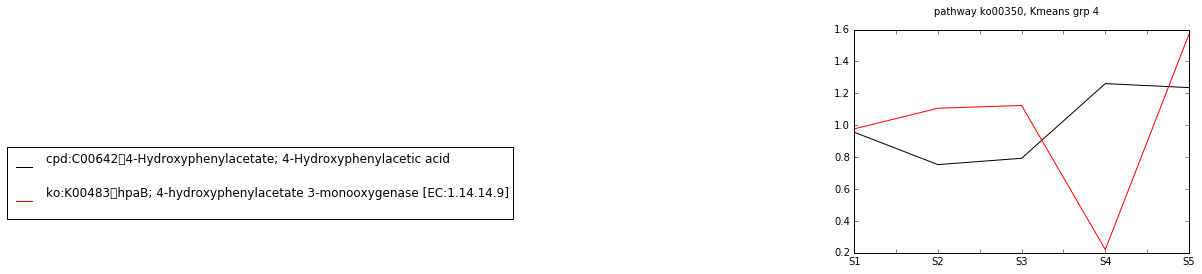 pathway ko00350, Kmeans grp 4
1.6
1.4
1.2
1.0
0.8
0.6
0.4
0.2
S1 S2 S3 S4 S5
cpd:C00642▯4-Hydroxyphenylacetate; 4-Hydroxyphenylacetic acid
ko:K00483▯hpaB; 4-hydroxyphenylacetate 3-monooxygenase [EC:1.14.14.9]